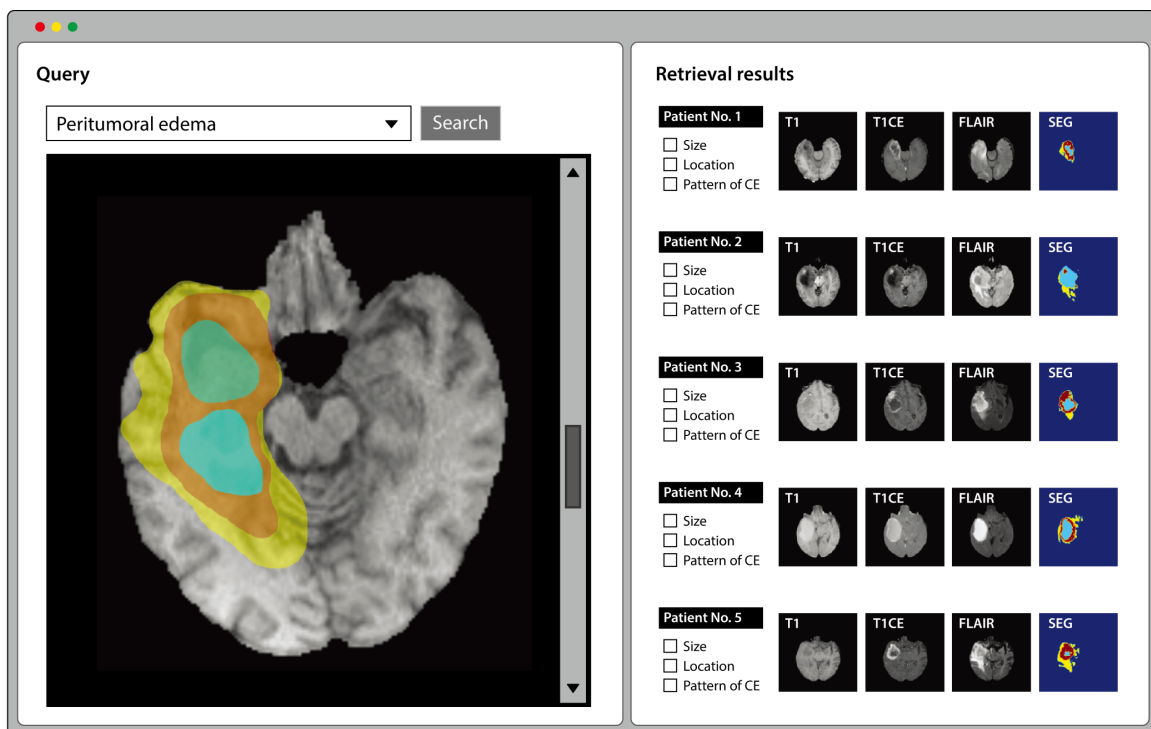 Query
Peritumoral edema
Search
Retrieval results
Patient No. 1
Size
Location
Pattern of CE
T1
T1CE
FLAIR
SEG
Patient No. 2
Size
Location
Pattern of CE
T1
T1CE
FLAIR
SEG
Patient No. 3
Size
Location
Pattern of CE
T1
T1CE
FLAIR
SEG
Patient No. 4
Size
Location
Pattern of CE
T1
T1CE
FLAIR
SEG
Patient No. 5
Size
Location
Pattern of CE
T1
T1CE
FLAIR
SEG